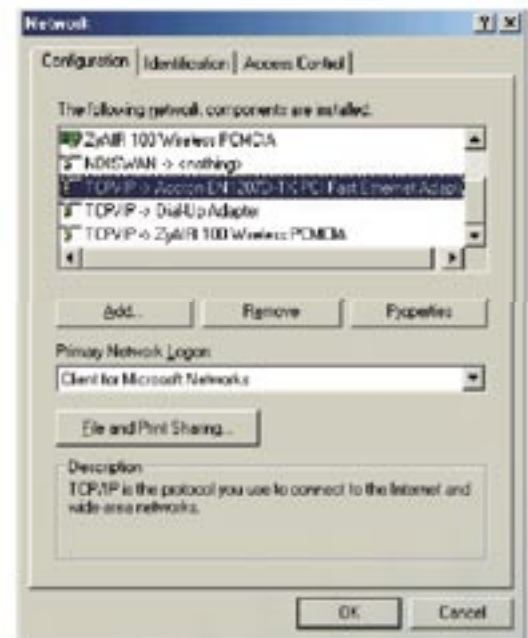 Network
Configuration Identification Access Control
The following network components are installed:
ZyAIR 100 Wireless PCMCIA
NDISWAN -> <nothing>
TCP/IP -> Accton EN1207D-TX PCI Fast Ethernet Adapt
TCP/IP -> Dial-Up Adapter
TCP/IP -> ZyAIR 100 Wireless PCMCIA
Add... Remove Properties
Primary Network Logon:
Client for Microsoft Networks
File and Print Sharing...
Description
TCP/IP is the protocol you use to connect to the Internet and
wide-area networks.
OK Cancel